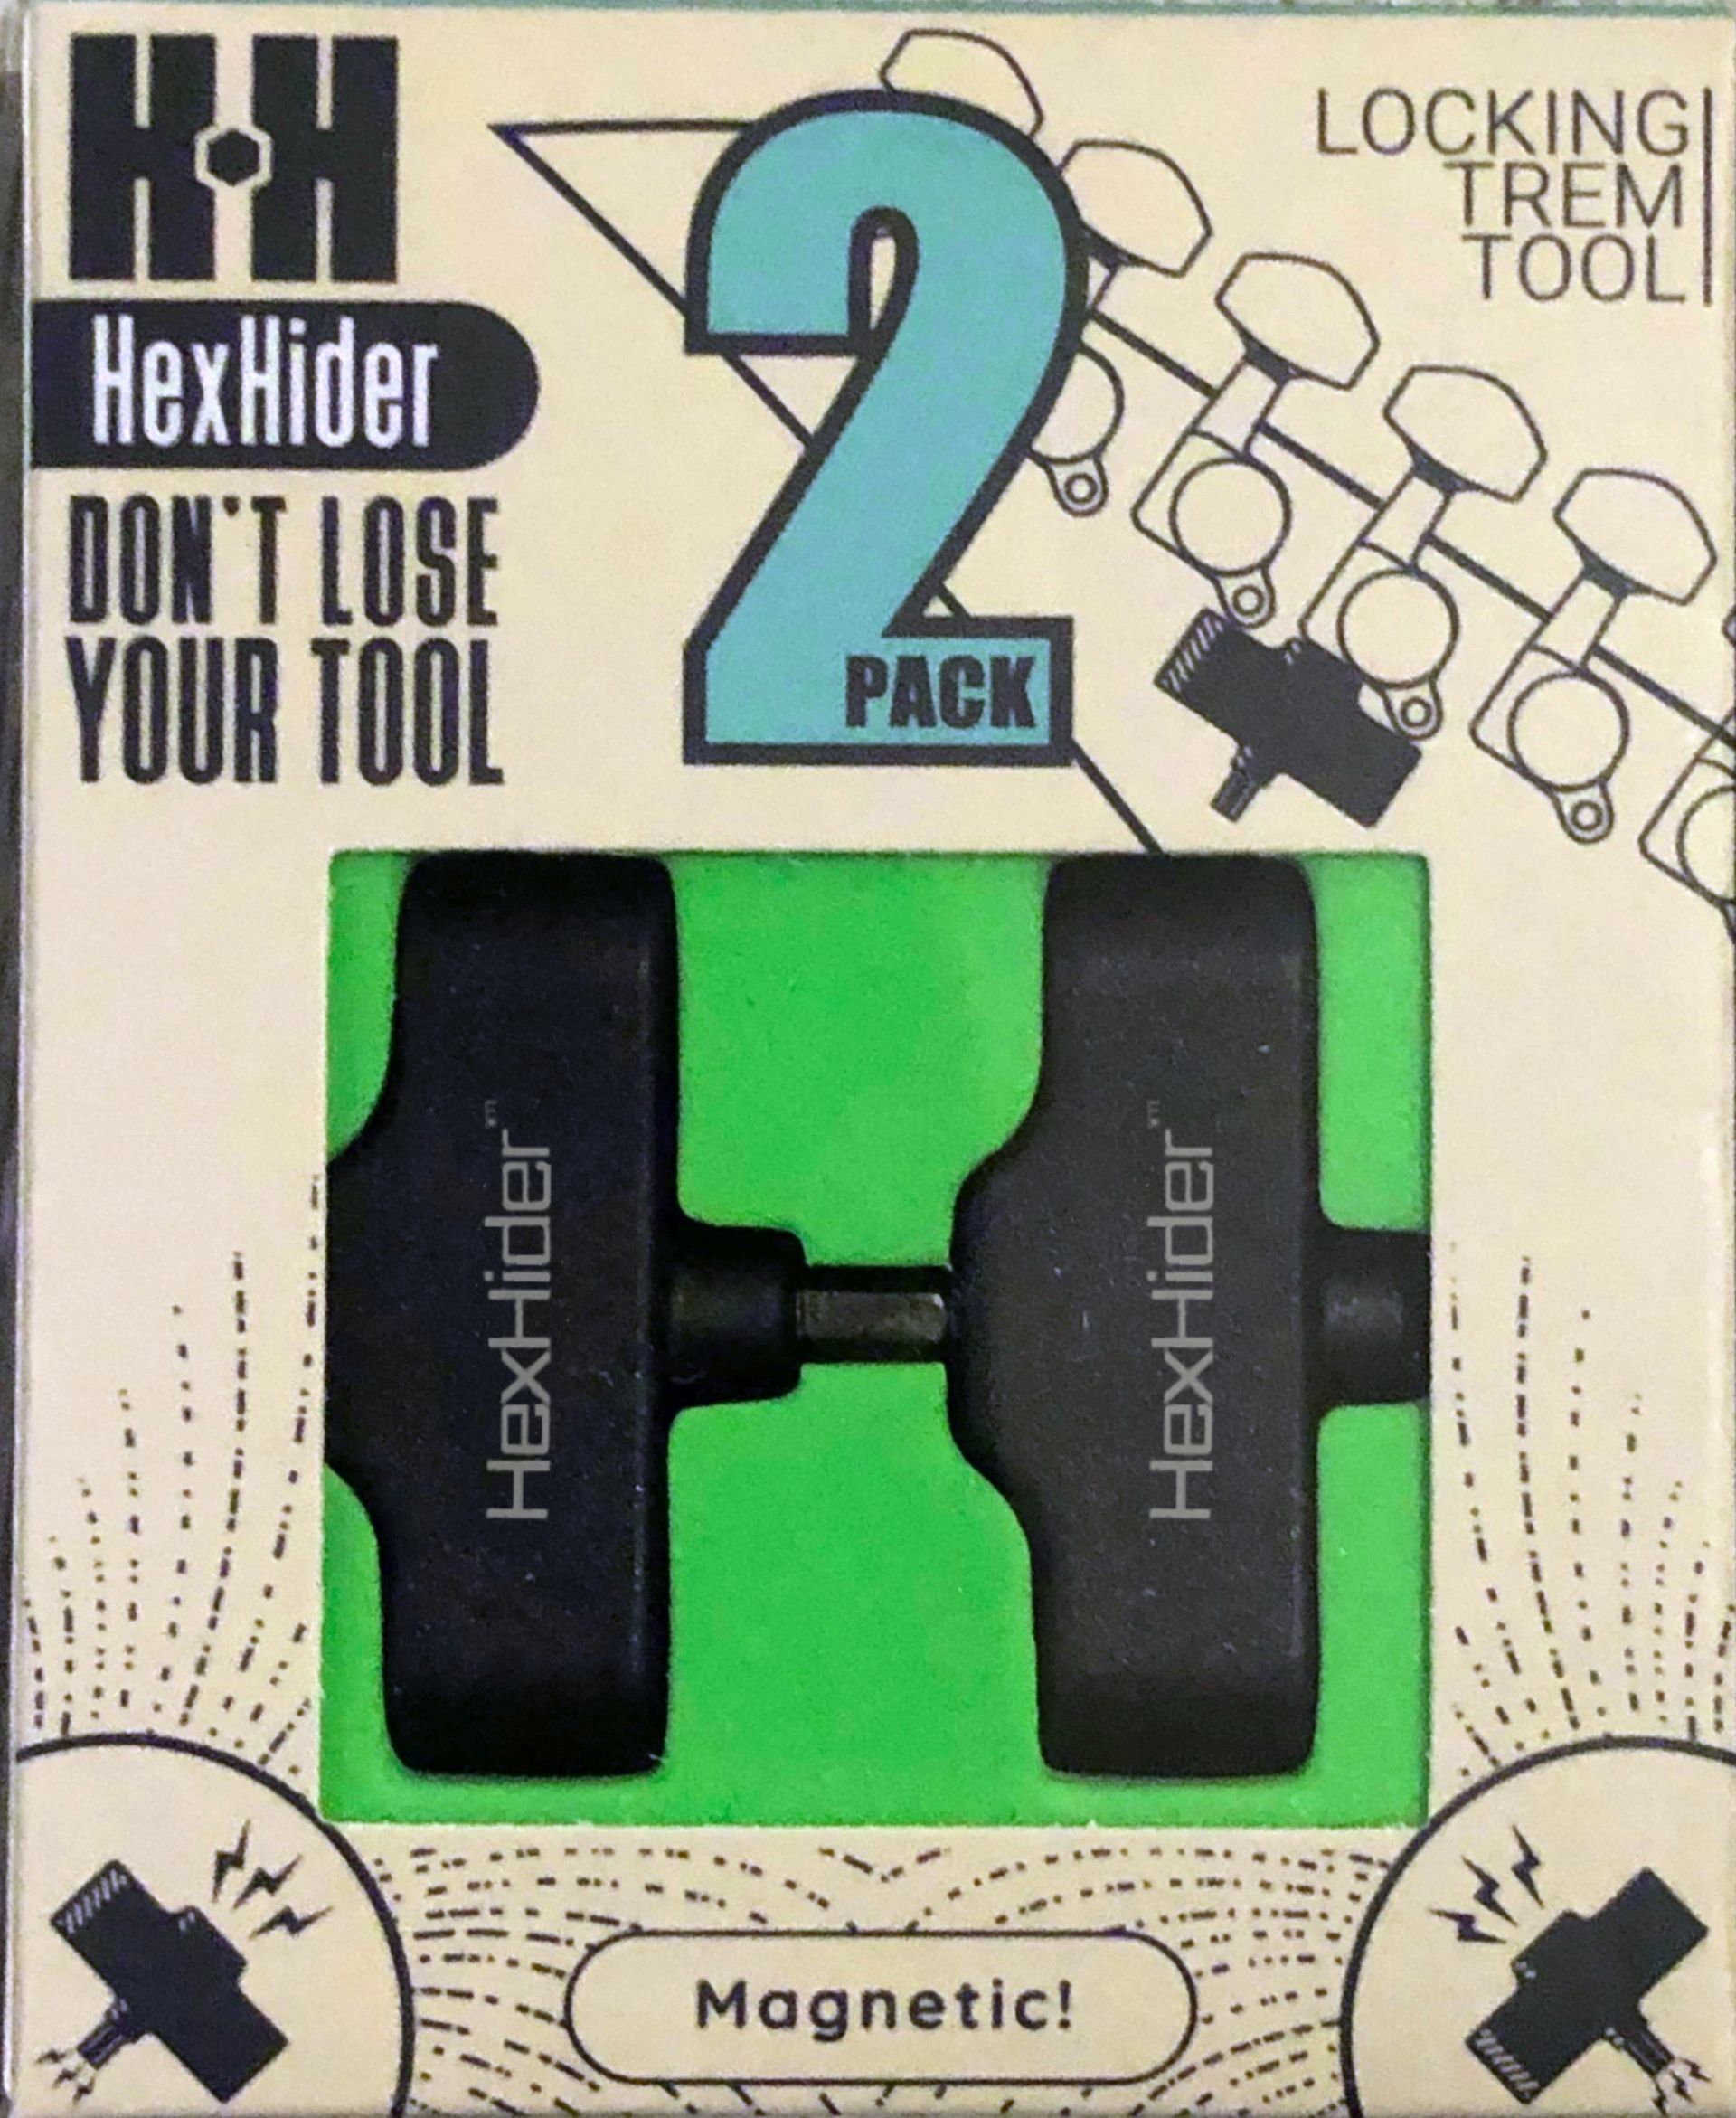 HH
HexHider
DON'T LOSE
YOUR TOOL
2
PACK
LOCKING
TREM
TOOL
HexHider™
HexHider™
Magnetic!